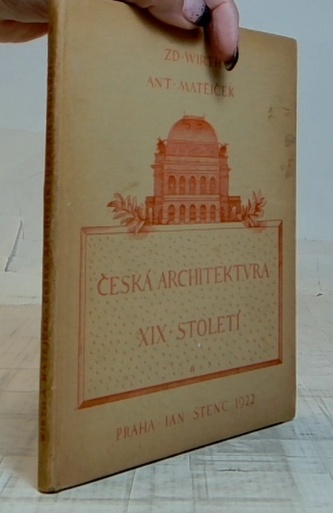 ZD·WIRTH
ANT·MATĚJČEK
ČESKÁ ARCHITEKTVRA
XIX·STOLETÍ
PRAHA·JAN ŠTENC 1922